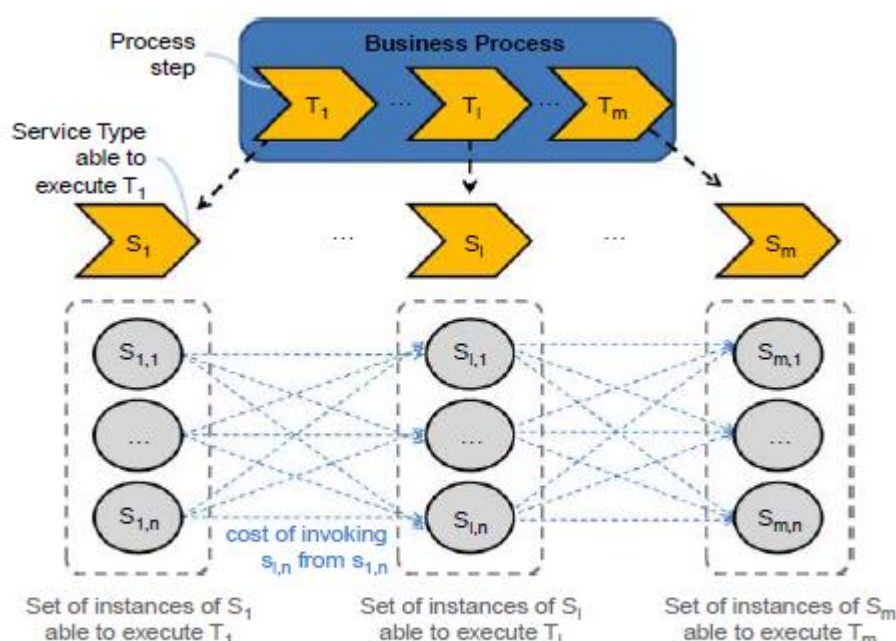 Business Process
Process
step
T1 ... Tl ... Tm
Service Type
able to
execute T1
S1 ... Sl ... Sm
S1,1 Sl,1 Sm,1
... ... ...
S1,n Sl,n Sm,n
cost of invoking
sl,n from s1,n
Set of instances of S1
able to execute T1
Set of instances of Sl
able to execute Tl
Set of instances of Sm
able to execute Tm